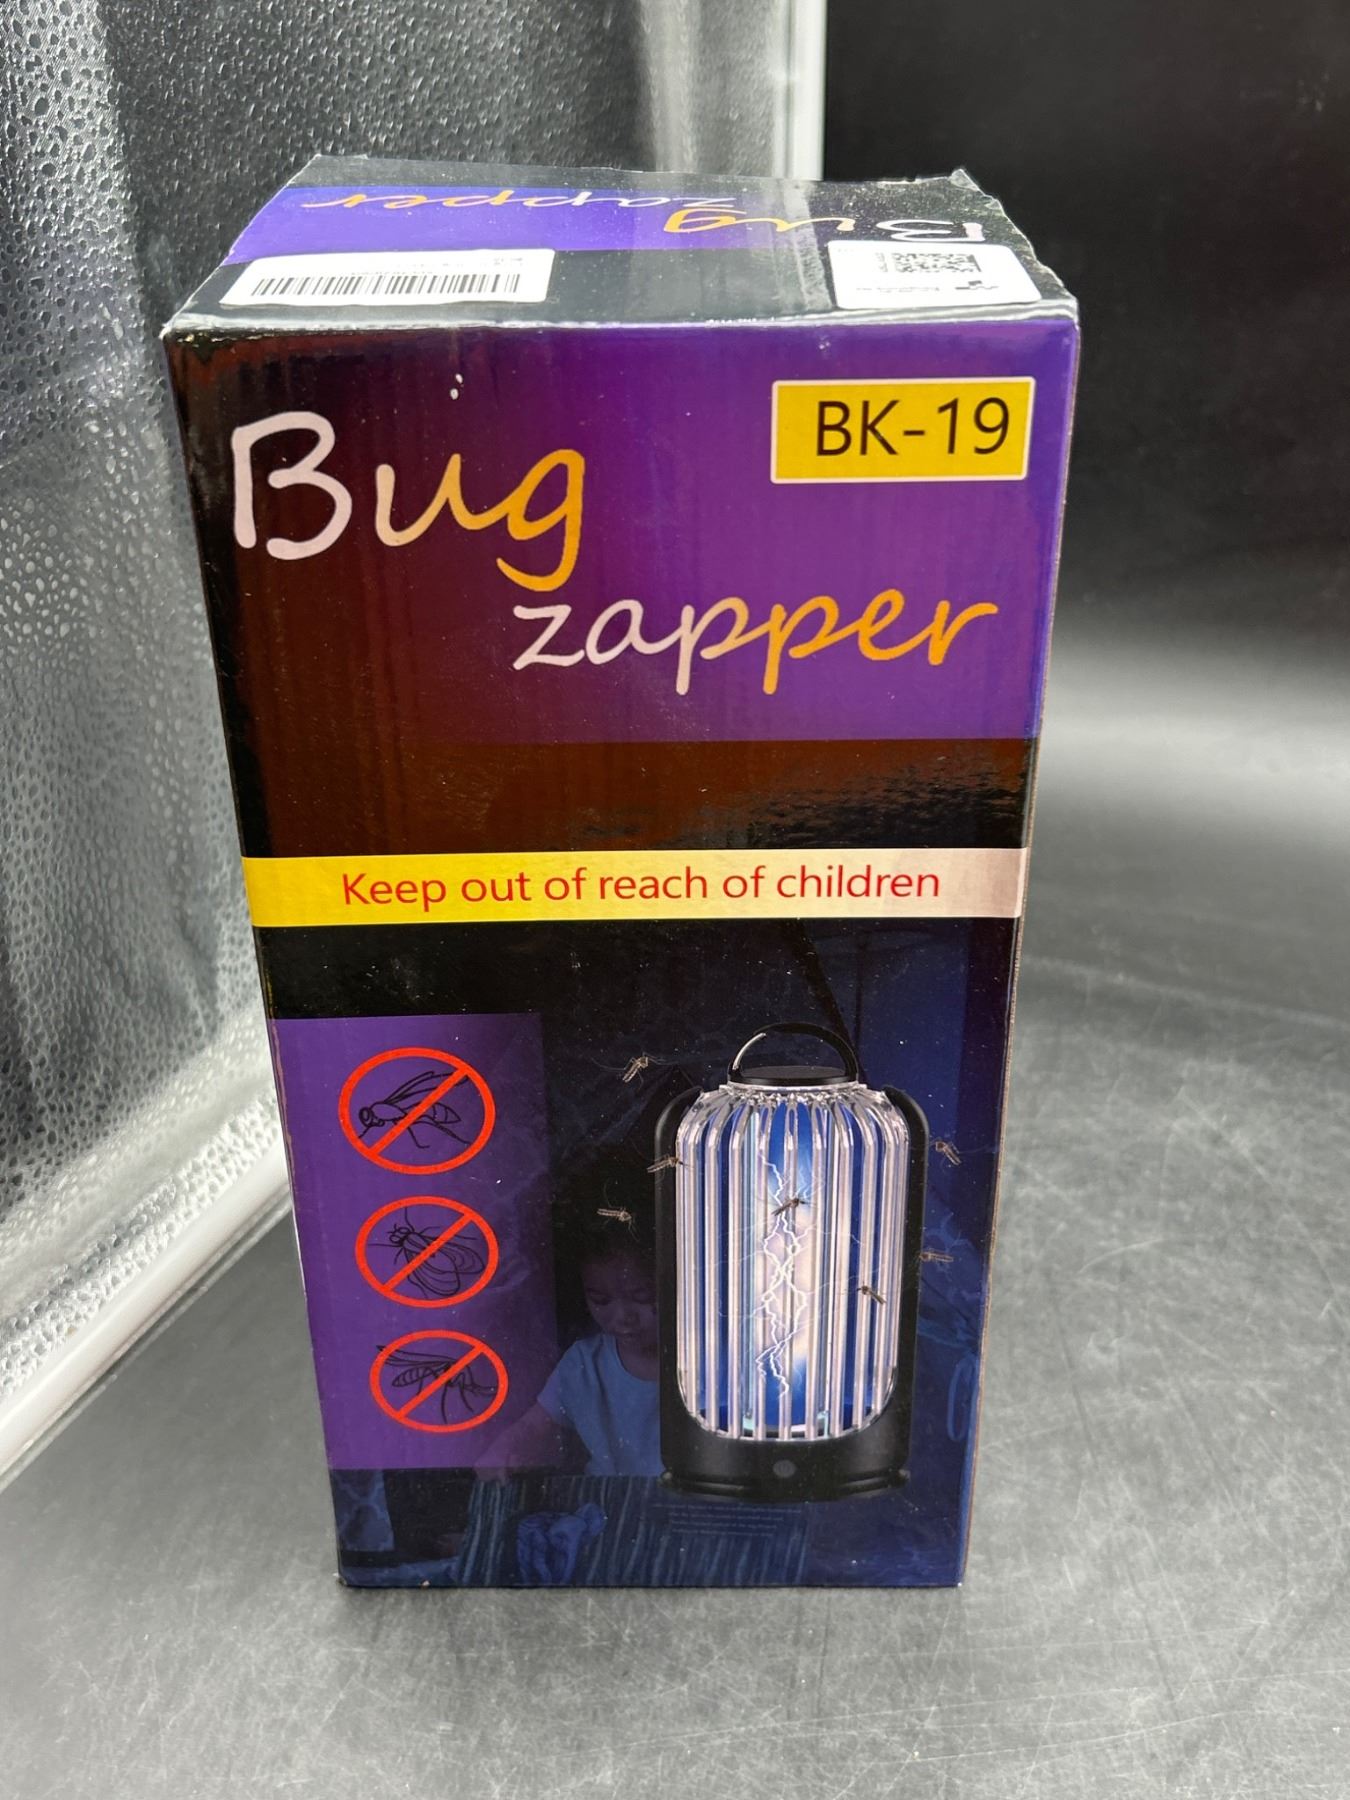 Bug
zapper
Bug
zapper
BK-19
Keep out of reach of children